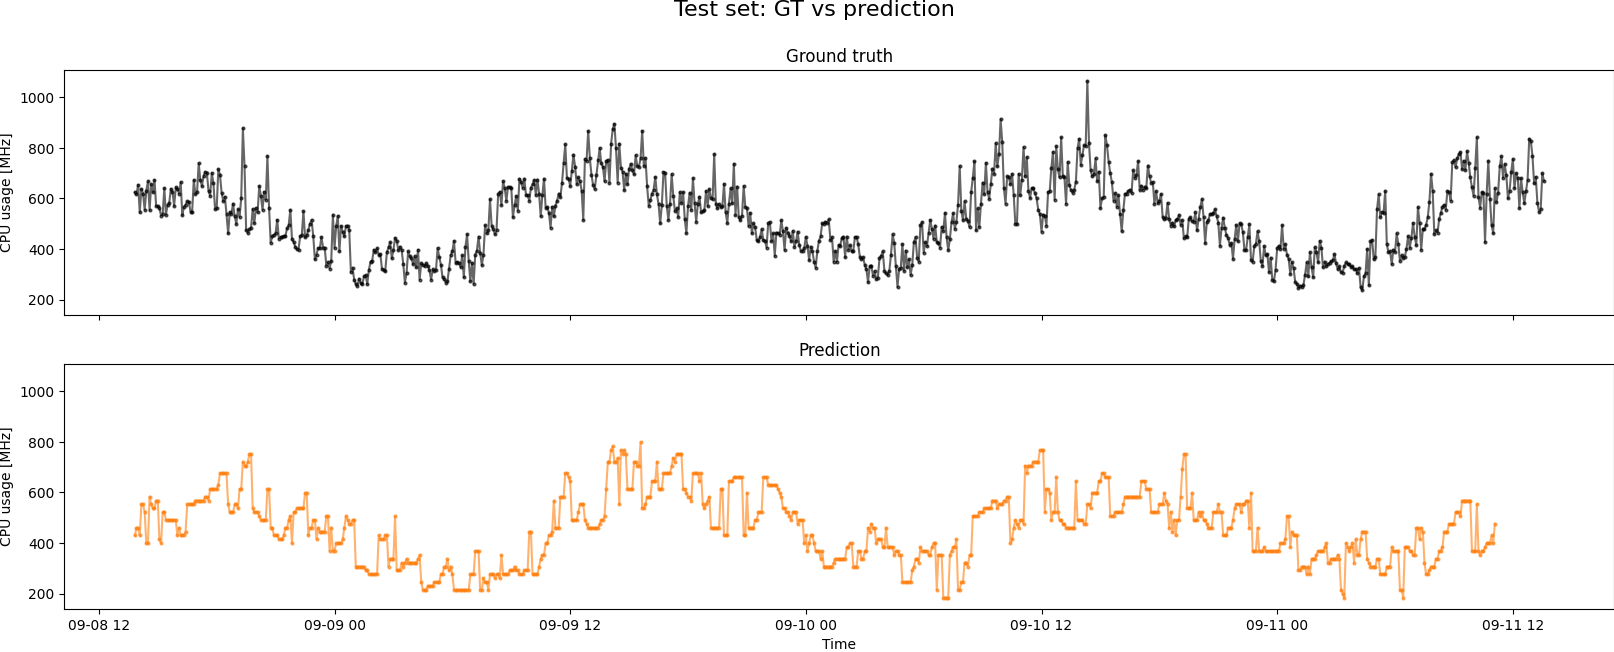 Test set: GT vs prediction
Ground truth
1000
800
600
400
200
CPU usage [MHz]
Prediction
1000
800
600
400
200
CPU usage [MHz]
09-08 12
09-09 00
09-09 12
09-10 00
09-10 12
09-11 00
09-11 12
Time